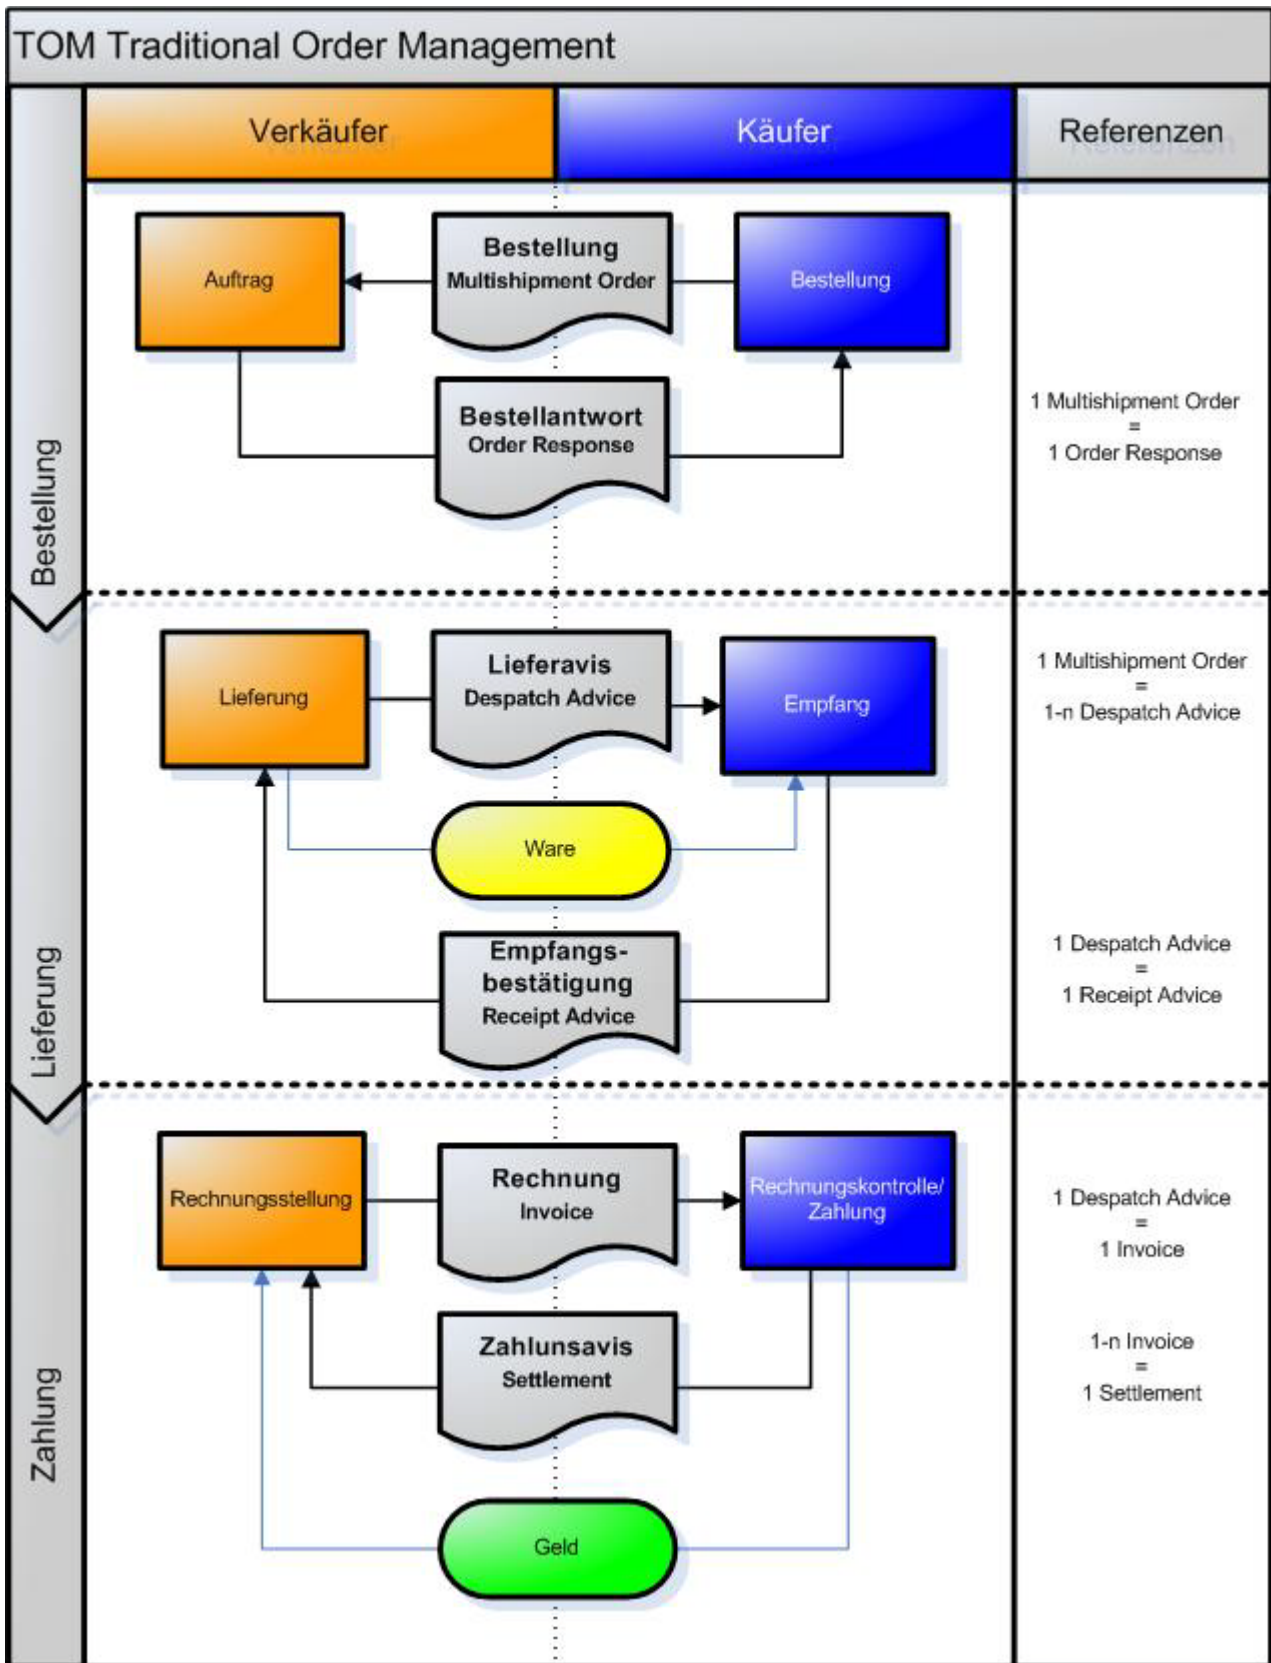 TOM Traditional Order Management
Verkäufer
Käufer
Referenzen
Bestellung
Auftrag
Bestellung
Multishipment Order
Bestellung
Bestellantwort
Order Response
1 Multishipment Order
=
1 Order Response
Lieferung
Lieferung
Lieferavis
Despatch Advice
Empfang
1 Multishipment Order
=
1-n Despatch Advice
Ware
Empfangs-
bestätigung
Receipt Advice
1 Despatch Advice
=
1 Receipt Advice
Zahlung
Rechnungsstellung
Rechnung
Invoice
Rechnungskontrolle/
Zahlung
1 Despatch Advice
=
1 Invoice
Zahlunsavis
Settlement
1-n Invoice
=
1 Settlement
Geld